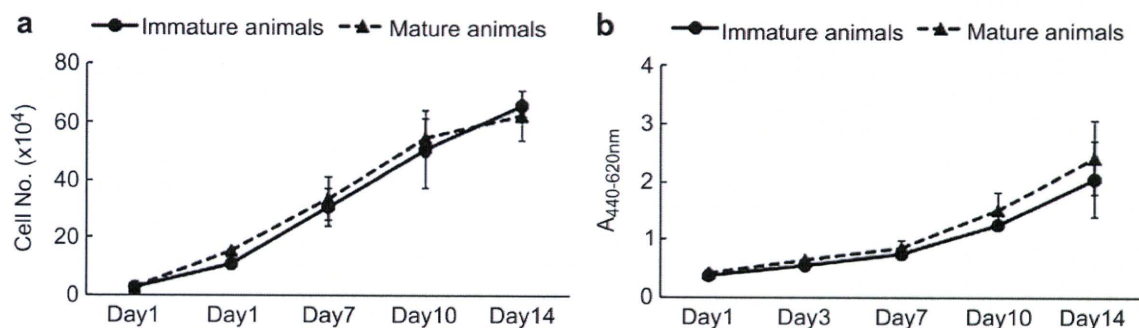 a Immature animals Mature animals
80
60
40
20
0
Cell No. (x10⁴)
Day1 Day1 Day7 Day10 Day14
b Immature animals Mature animals
4
3
2
1
0
A440-620nm
Day1 Day3 Day7 Day10 Day14